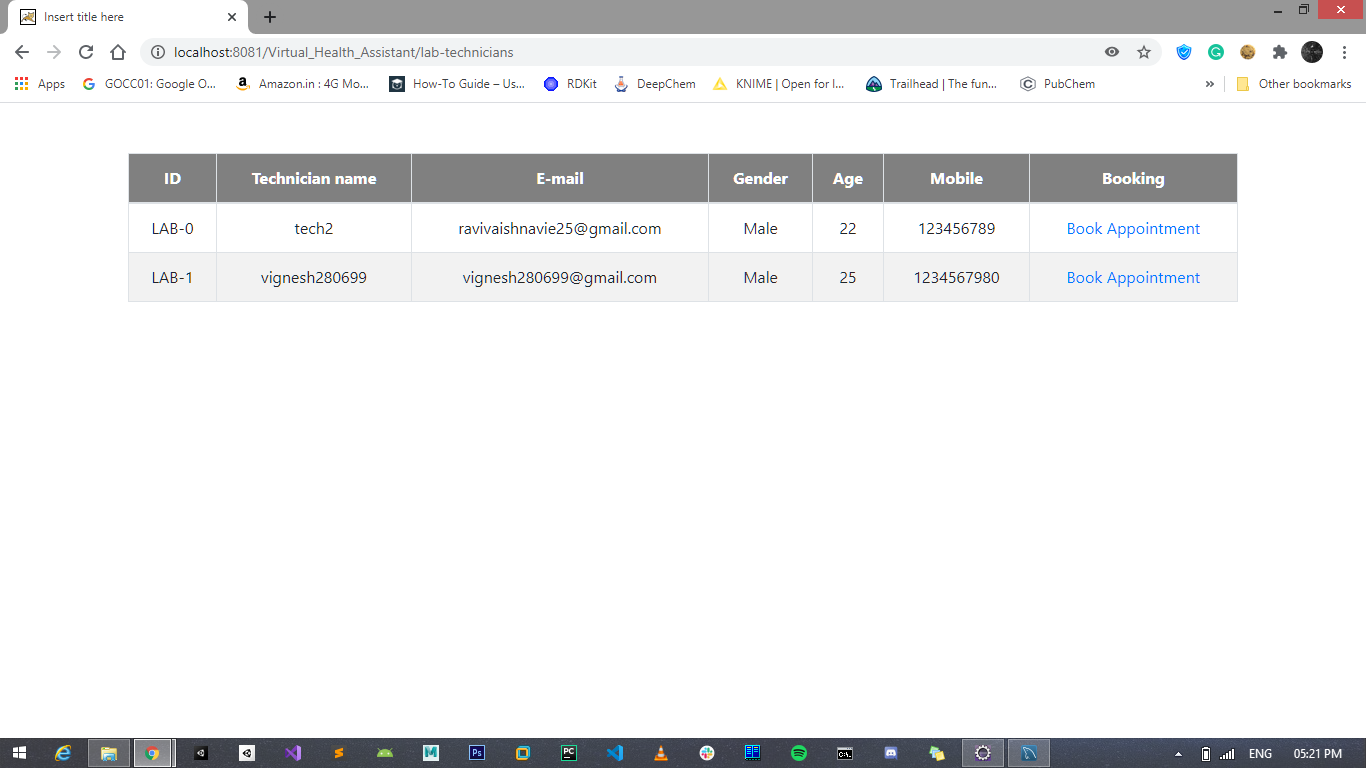 Insert title here
localhost:8081/Virtual_Health_Assistant/lab-technicians
Apps GOCC01: Google O... Amazon.in : 4G Mo... How-To Guide – Us... RDKit DeepChem KNIME | Open for I... Trailhead | The fun... PubChem » Other bookmarks
ID Technician name E-mail Gender Age Mobile Booking
LAB-0 tech2 ravivaishnavie25@gmail.com Male 22 123456789 Book Appointment
LAB-1 vignesh280699 vignesh280699@gmail.com Male 25 1234567980 Book Appointment
ENG 05:21 PM